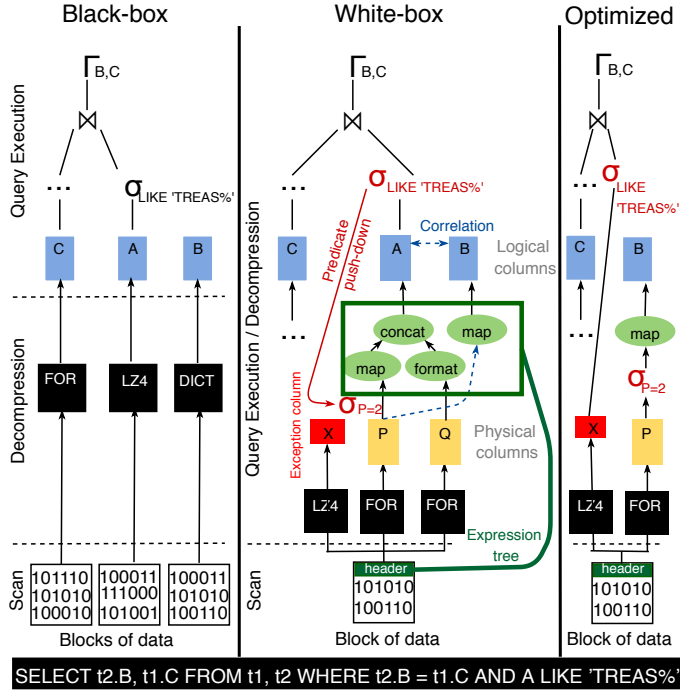 Black-box
White-box
Optimized
Query Execution
Γ B,C
⋈
...
σ LIKE 'TREAS%'
C
A
B
Decompression
FOR
LZ4
DICT
Scan
101110
101010
100010
100011
111000
101001
100011
101010
100110
Blocks of data
Query Execution / Decompression
Γ B,C
⋈
...
σ LIKE 'TREAS%'
Predicate
push-down
Correlation
C
A
B
Logical
columns
...
concat
map
map
format
σ P=2
Exception column
X
P
Q
Physical
columns
LZ4
FOR
FOR
Expression
tree
Scan
header
101010
100110
Block of data
Γ B,C
⋈
...
σ LIKE
'TREAS%'
C
B
...
map
σ P=2
X
P
LZ4
FOR
header
101010
100110
Block of data
SELECT t2.B, t1.C FROM t1, t2 WHERE t2.B = t1.C AND A LIKE 'TREAS%'